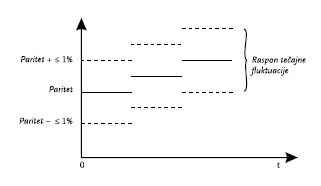 Paritet + ≤ 1%
Raspon tečajne
fluktuacije
Paritet
Paritet − ≤ 1%
0
t